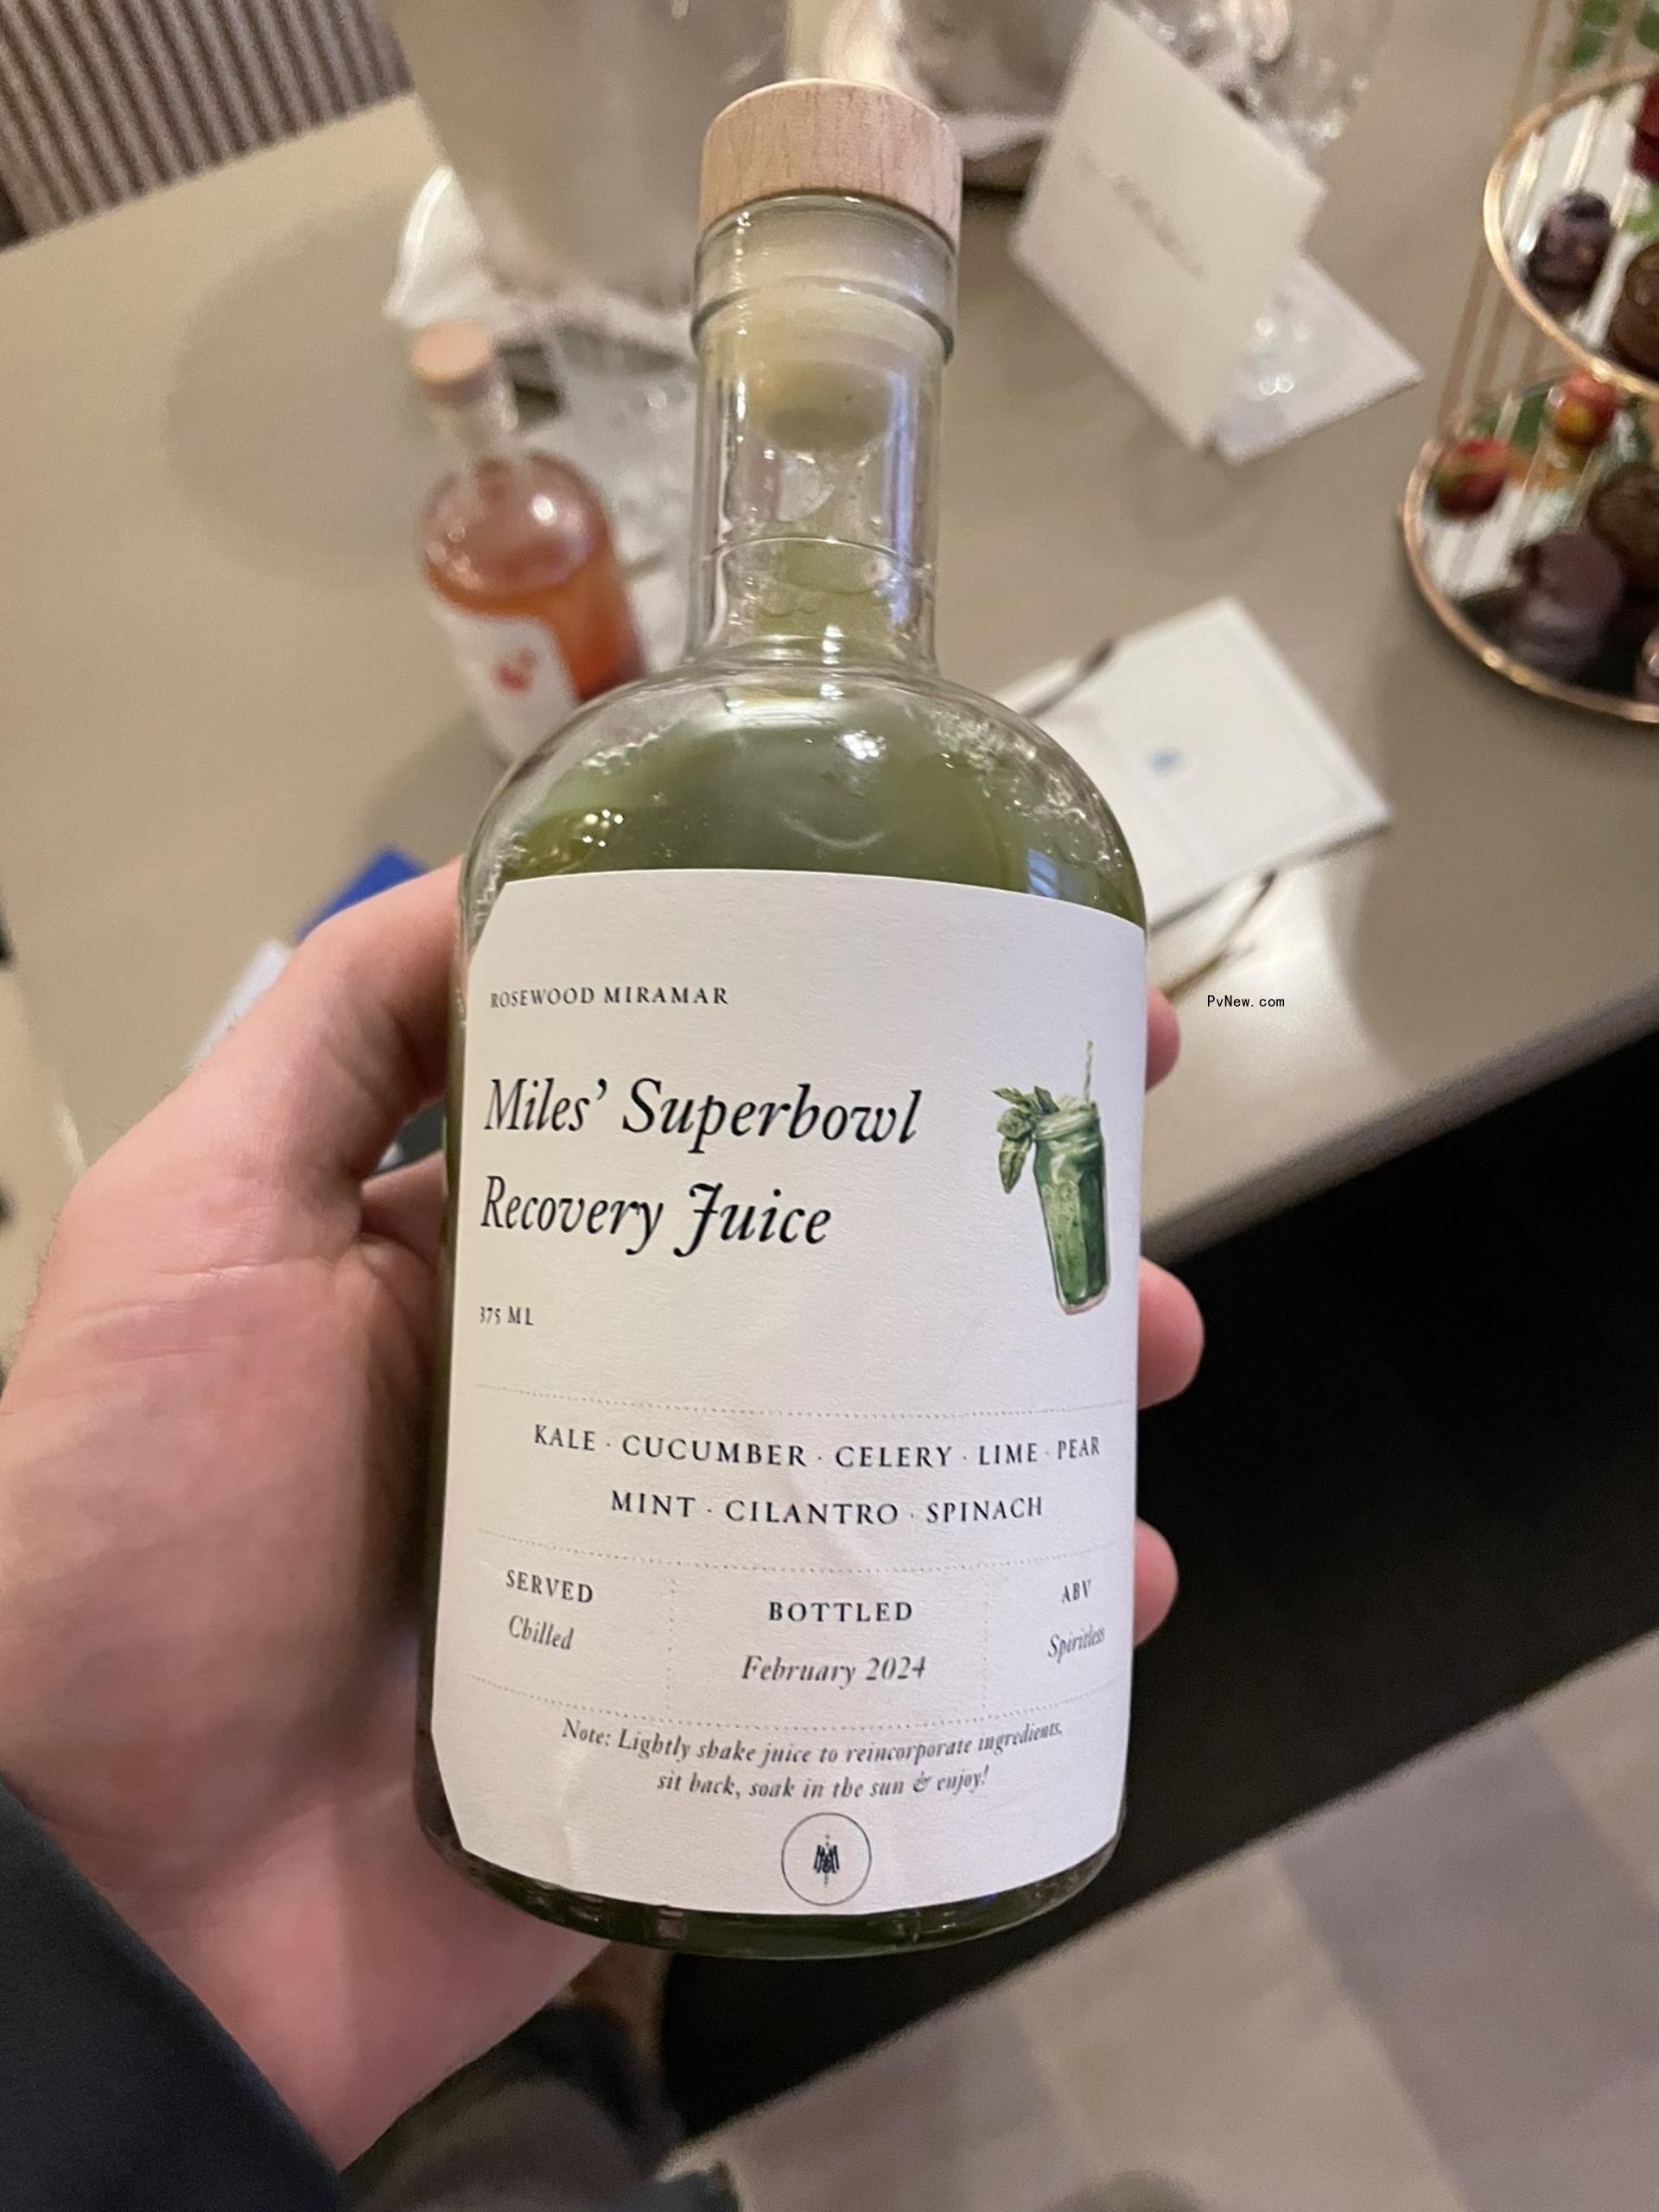 ROSEWOOD MIRAMAR
Miles' Superbowl
Recovery Juice
375 ML
KALE · CUCUMBER · CELERY · LIME · PEAR
MINT · CILANTRO · SPINACH
SERVED
Chilled
BOTTLED
February 2024
ABV
Spiritless
Note: Lightly shake juice to reincorporate ingredients.
sit back, soak in the sun & enjoy!
PvNew.com